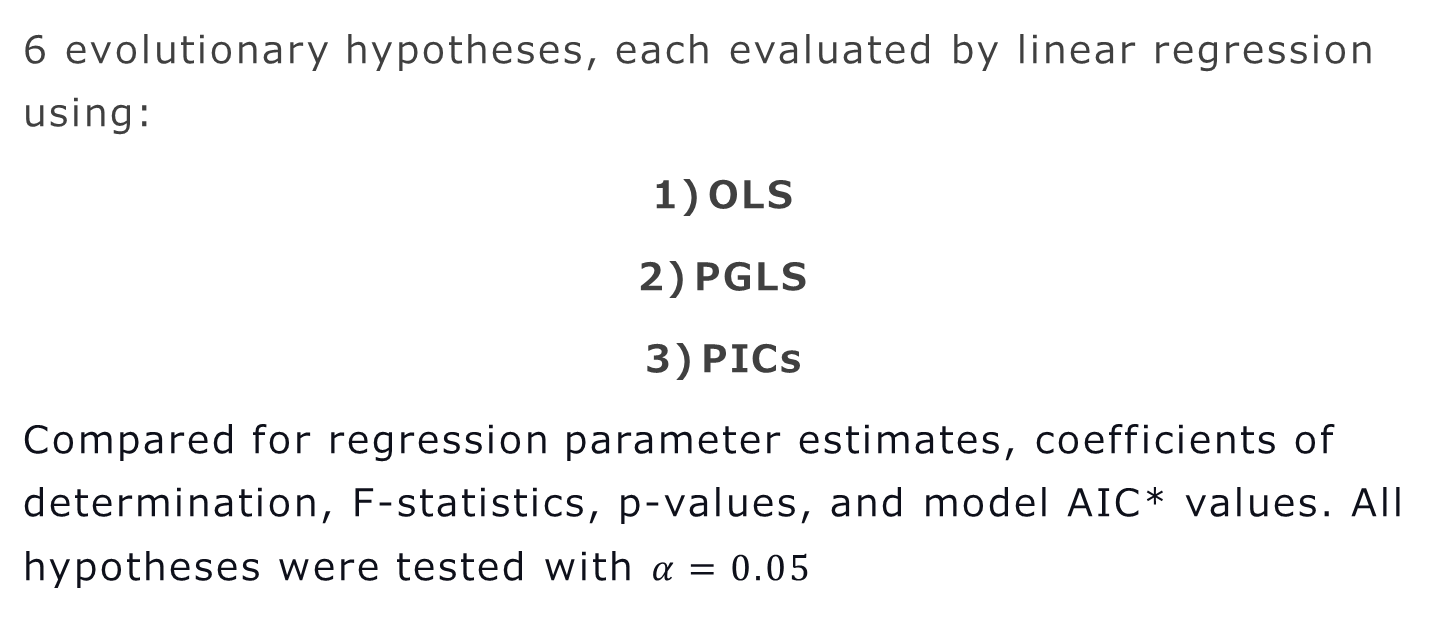 6 evolutionary hypotheses, each evaluated by linear regression
using:
1) OLS
2) PGLS
3) PICs
Compared for regression parameter estimates, coefficients of
determination, F-statistics, p-values, and model AIC* values. All
hypotheses were tested with α = 0.05